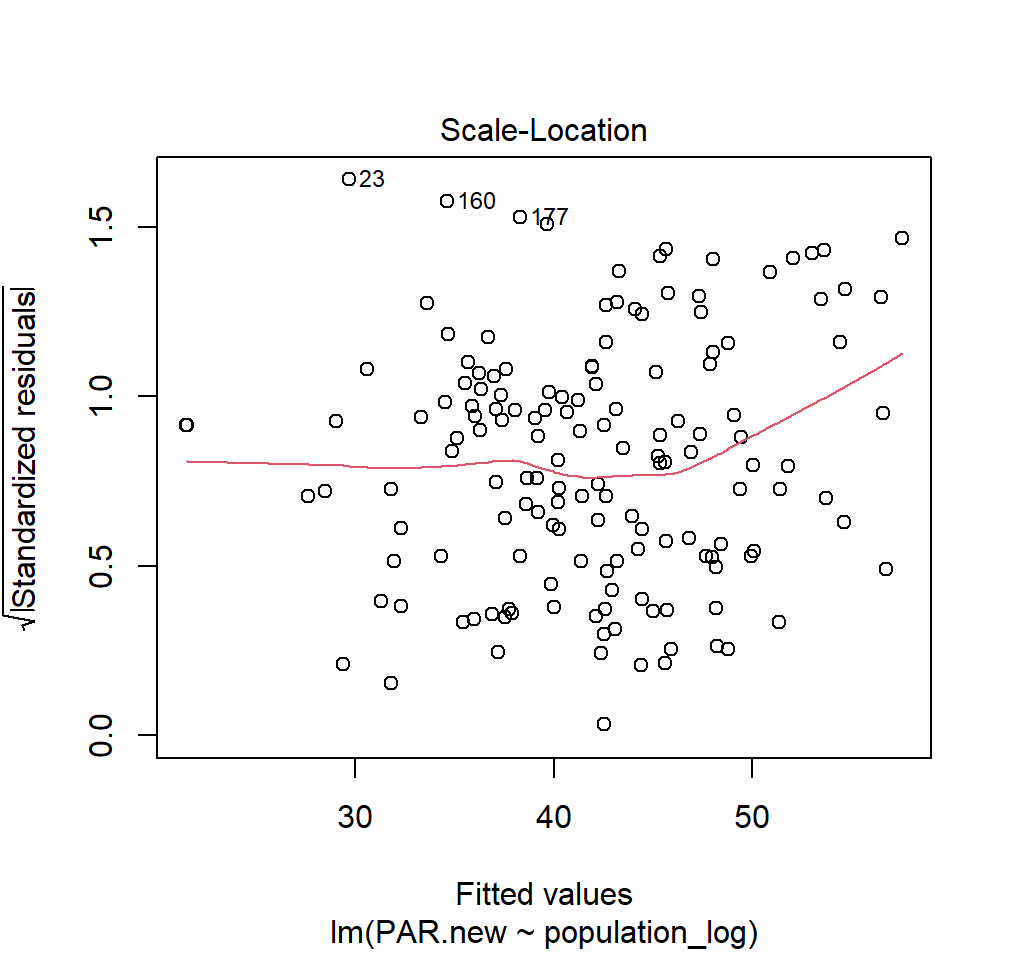 Scale-Location
√|Standardized residuals|
1.5
1.0
0.5
0.0
23
160
177
30 40 50
Fitted values
lm(PAR.new ~ population_log)